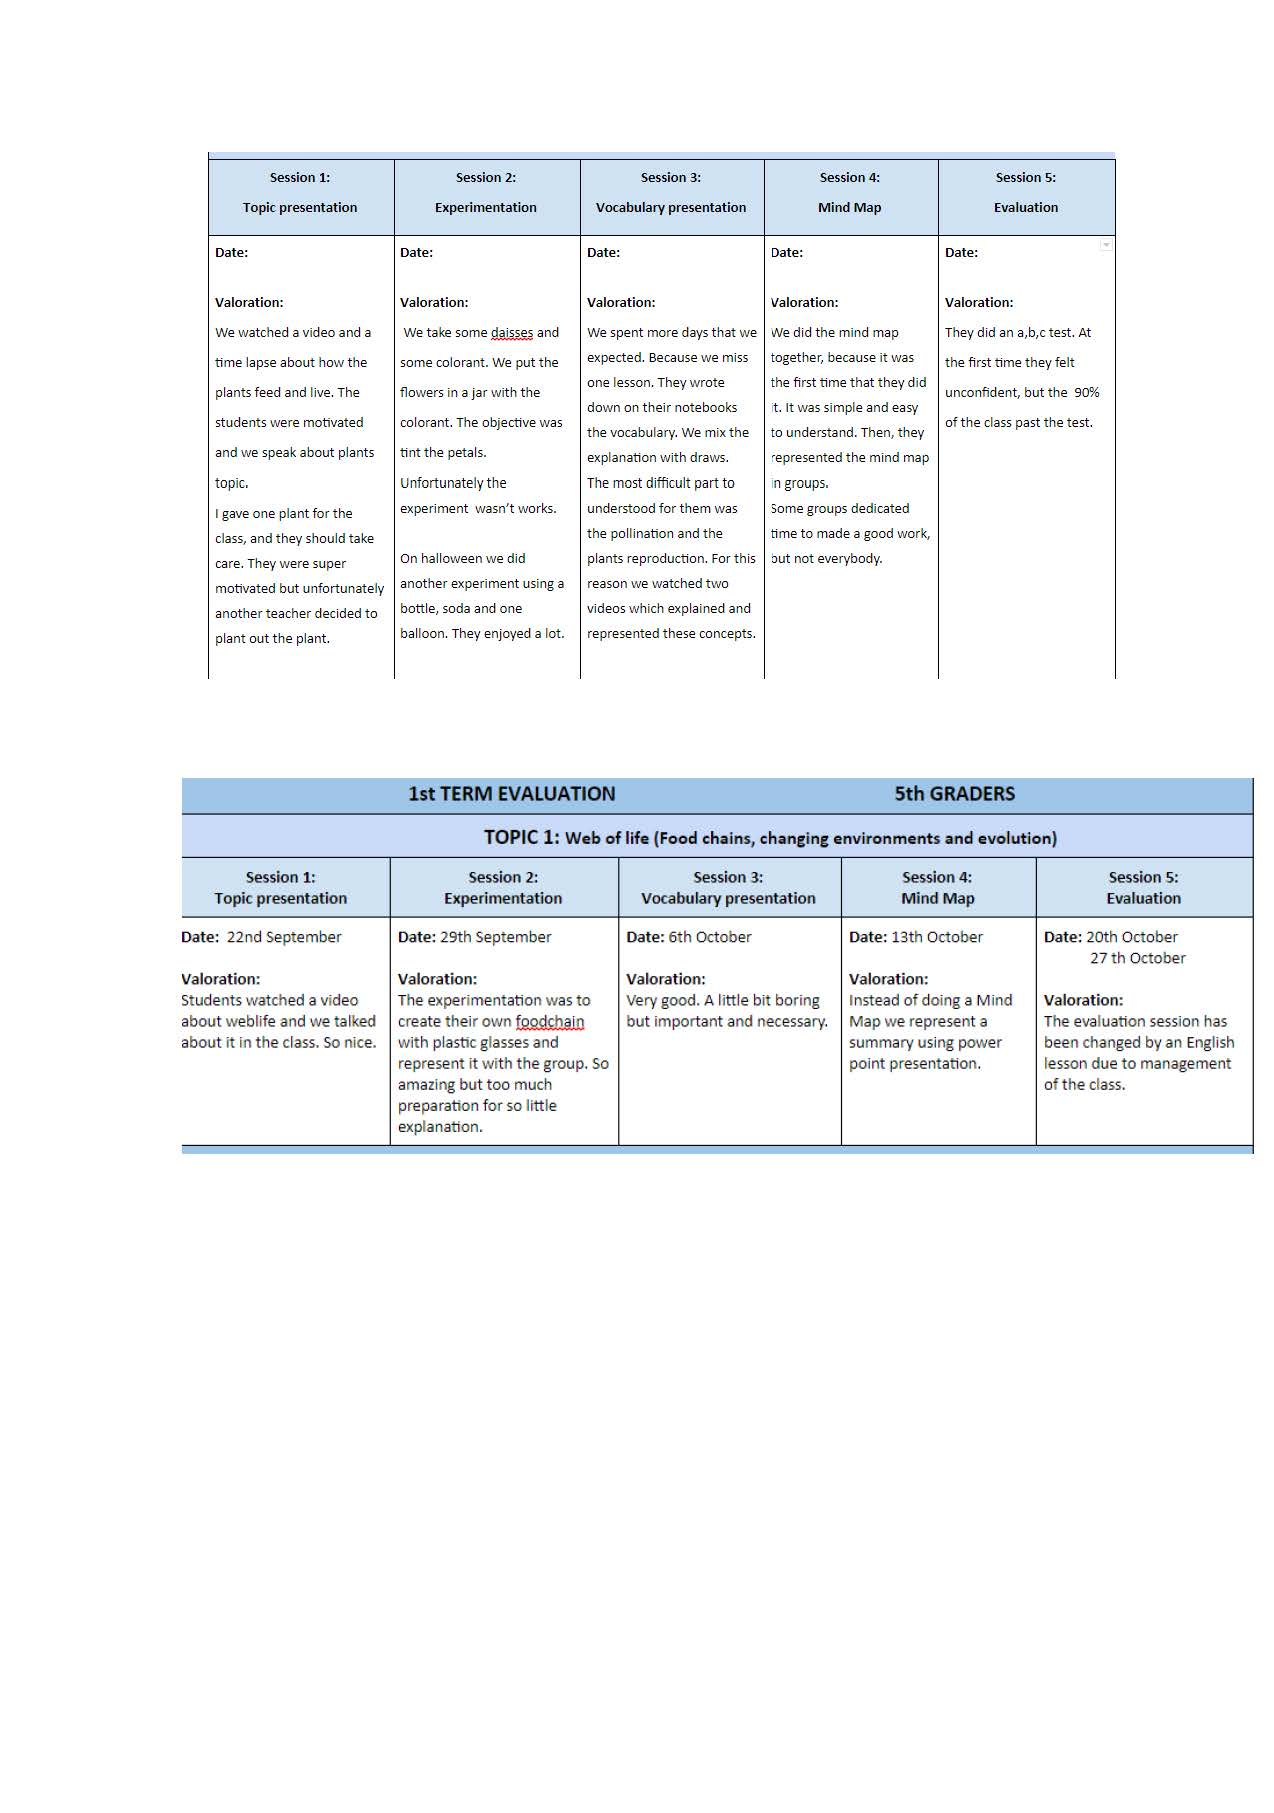 Session 1:
Topic presentation
Session 2:
Experimentation
Session 3:
Vocabulary presentation
Session 4:
Mind Map
Session 5:
Evaluation
Date:
Valoration:
We watched a video and a
time lapse about how the
plants feed and live. The
students were motivated
and we speak about plants
topic.
I gave one plant for the
class, and they should take
care. They were super
motivated but unfortunately
another teacher decided to
plant out the plant.
Date:
Valoration:
We take some daisses and
some colorant. We put the
flowers in a jar with the
colorant. The objective was
tint the petals.
Unfortunately the
experiment wasn't works.
On halloween we did
another experiment using a
bottle, soda and one
balloon. They enjoyed a lot.
Date:
Valoration:
We spent more days that we
expected. Because we miss
one lesson. They wrote
down on their notebooks
the vocabulary. We mix the
explanation with draws.
The most difficult part to
understood for them was
the pollination and the
plants reproduction. For this
reason we watched two
videos which explained and
represented these concepts.
Date:
Valoration:
We did the mind map
together, because it was
the first time that they did
it. It was simple and easy
to understand. Then, they
represented the mind map
in groups.
Some groups dedicated
time to made a good work,
but not everybody.
Date:
Valoration:
They did an a,b,c test. At
the first time they felt
unconfident, but the 90%
of the class past the test.
1st TERM EVALUATION 5th GRADERS
TOPIC 1: Web of life (Food chains, changing environments and evolution)
Session 1:
Topic presentation
Session 2:
Experimentation
Session 3:
Vocabulary presentation
Session 4:
Mind Map
Session 5:
Evaluation
Date: 22nd September
Valoration:
Students watched a video
about weblife and we talked
about it in the class. So nice.
Date: 29th September
Valoration:
The experimentation was to
create their own foodchain
with plastic glasses and
represent it with the group. So
amazing but too much
preparation for so little
explanation.
Date: 6th October
Valoration:
Very good. A little bit boring
but important and necessary.
Date: 13th October
Valoration:
Instead of doing a Mind
Map we represent a
summary using power
point presentation.
Date: 20th October
27 th October
Valoration:
The evaluation session has
been changed by an English
lesson due to management
of the class.